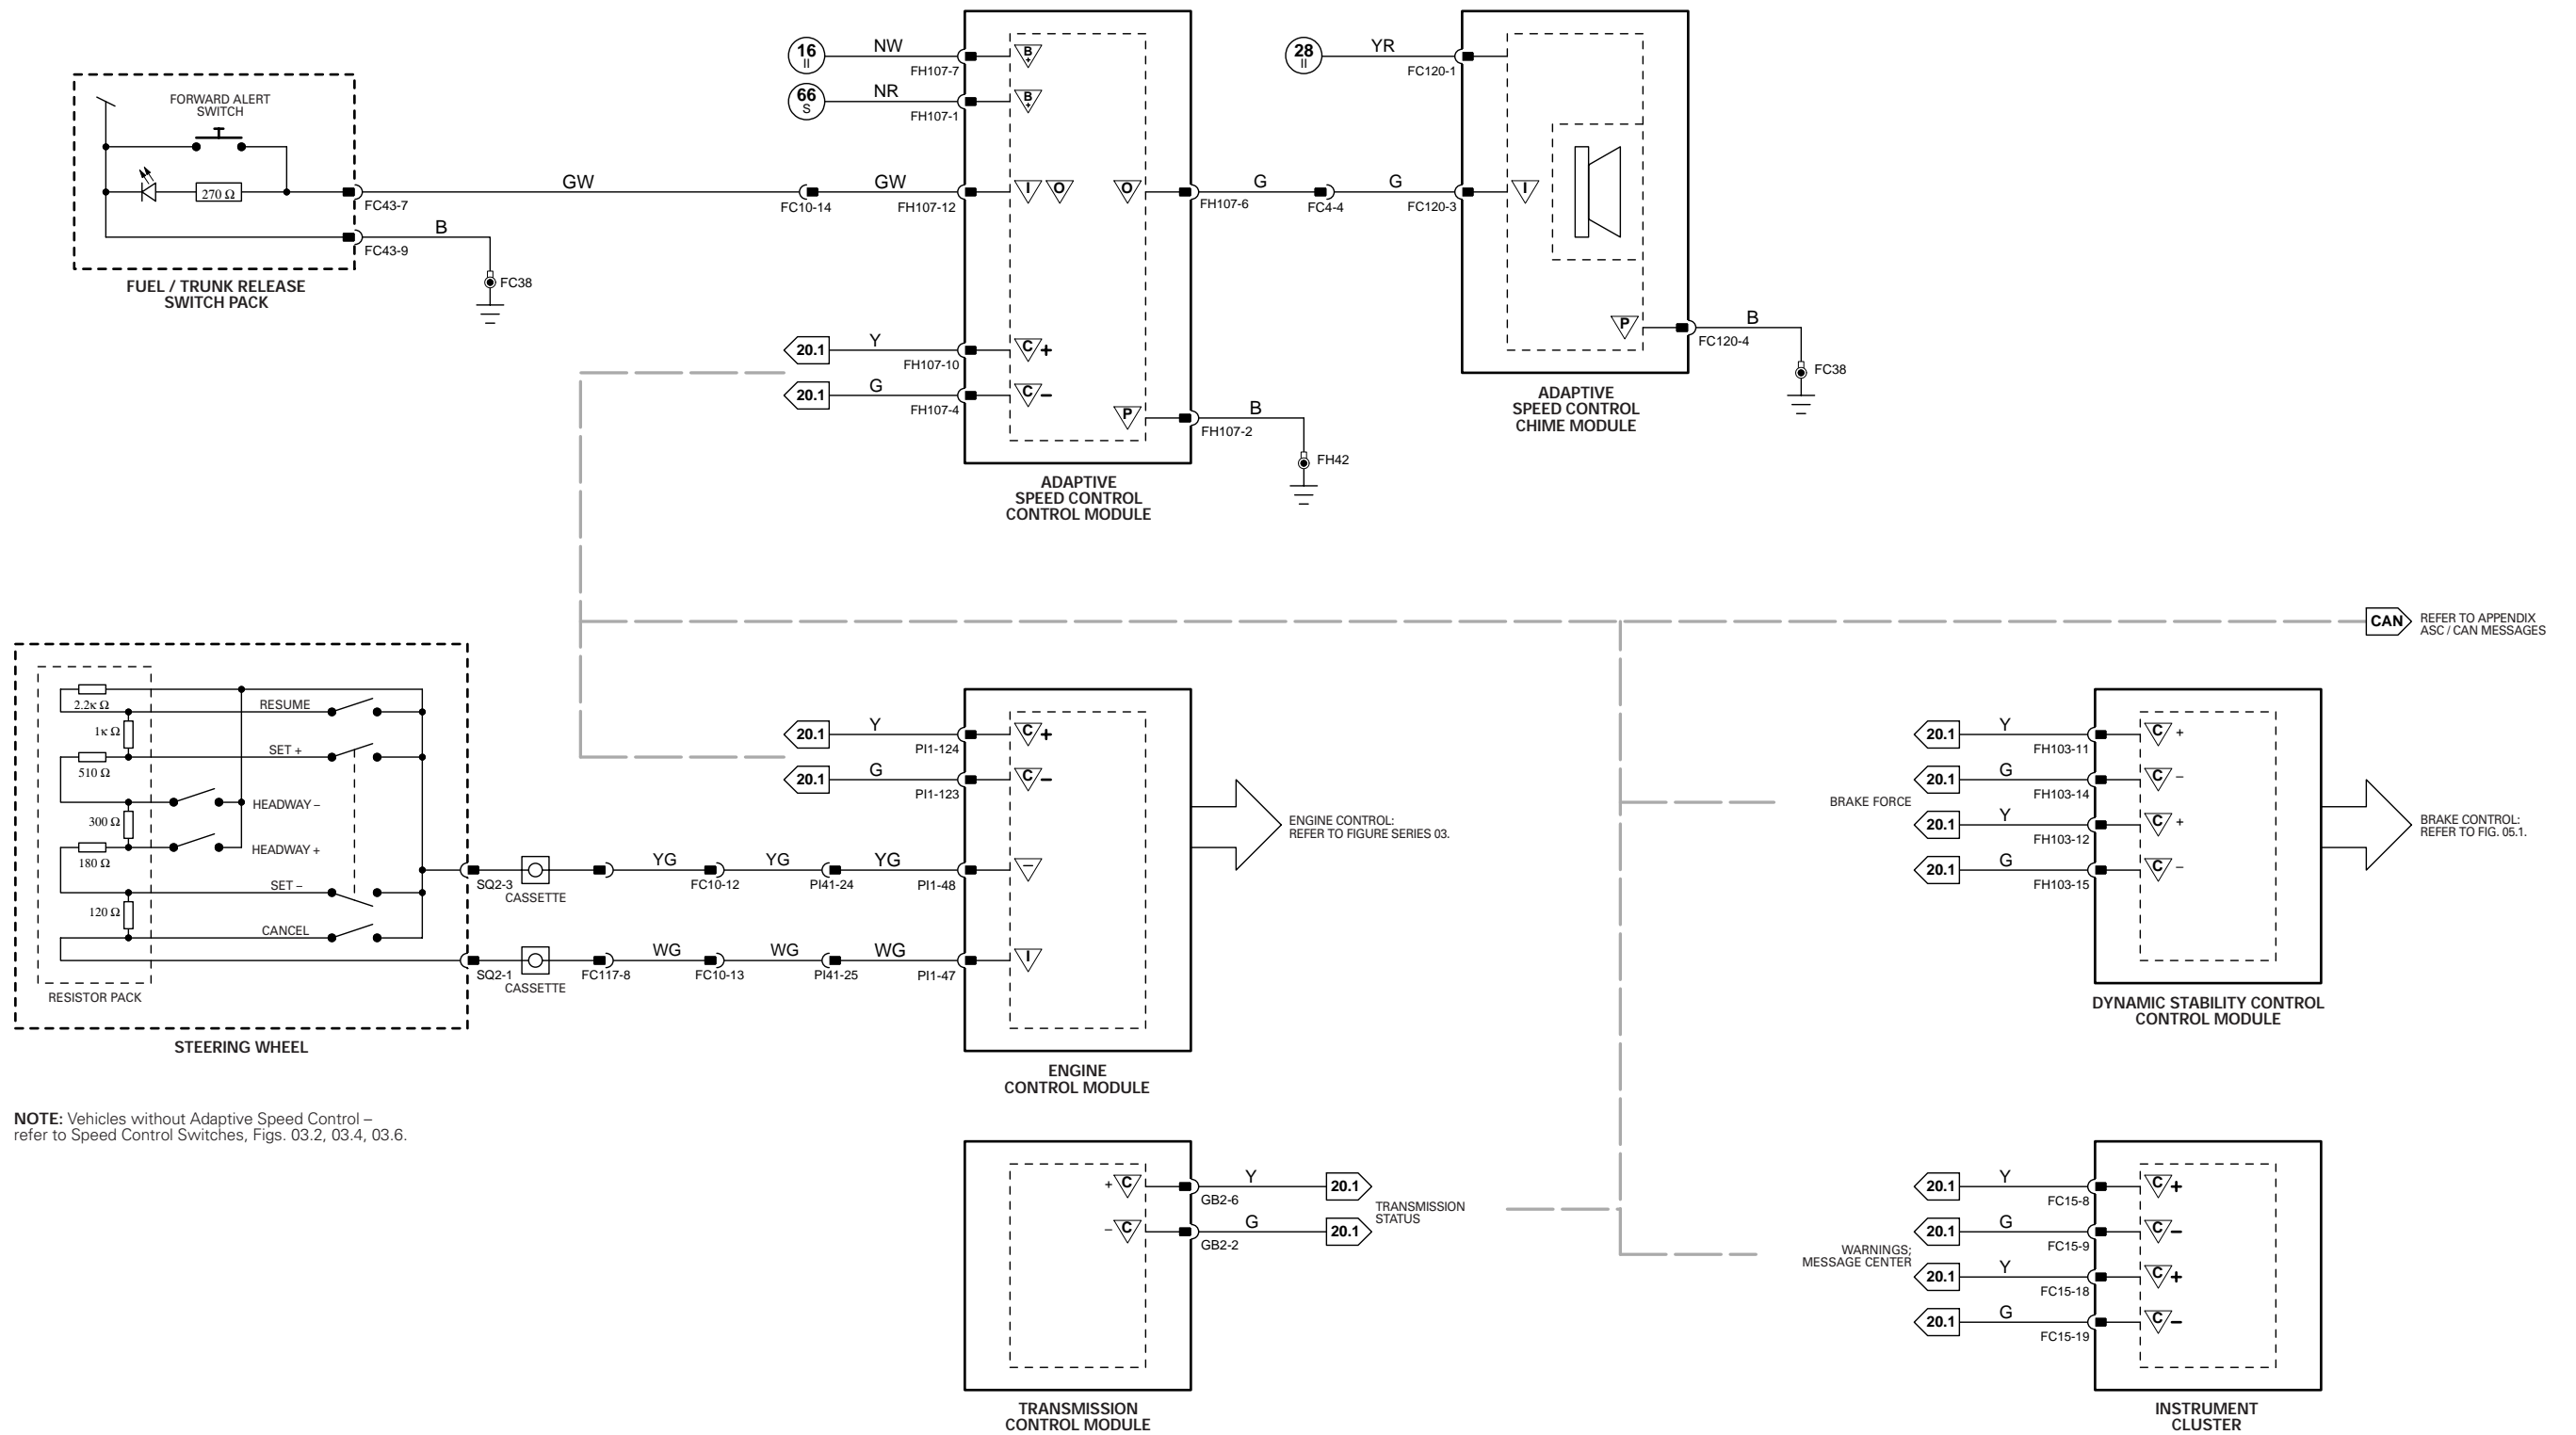 FORWARD ALERT
SWITCH
270 Ω
FC43-7
FC43-9
B
FC38
FUEL / TRUNK RELEASE
SWITCH PACK
GW
FC10-14
GW
FH107-12
16
II
NW
FH107-7
66
S
NR
FH107-1
B
+
B
+
I
O
O
20.1
Y
FH107-10
C
+
20.1
G
FH107-4
C
–
P
FH107-2
B
FH42
ADAPTIVE
SPEED CONTROL
CONTROL MODULE
FH107-6
G
FC4-4
G
FC120-3
28
II
YR
FC120-1
I
P
FC120-4
B
FC38
ADAPTIVE
SPEED CONTROL
CHIME MODULE
CAN
REFER TO APPENDIX
ASC / CAN MESSAGES
2.2K Ω
RESUME
1K Ω
SET +
510 Ω
HEADWAY –
300 Ω
HEADWAY +
180 Ω
SET –
120 Ω
CANCEL
RESISTOR PACK
STEERING WHEEL
SQ2-3
CASSETTE
YG
FC10-12
YG
PI41-24
YG
PI1-48
SQ2-1
CASSETTE
FC117-8
WG
FC10-13
WG
PI41-25
WG
PI1-47
20.1
Y
PI1-124
C
+
20.1
G
PI1-123
C
–
–
I
ENGINE
CONTROL MODULE
ENGINE CONTROL:
REFER TO FIGURE SERIES 03.
BRAKE FORCE
20.1
Y
FH103-11
C
+
20.1
G
FH103-14
C
–
20.1
Y
FH103-12
C
+
20.1
G
FH103-15
C
–
BRAKE CONTROL:
REFER TO FIG. 05.1.
DYNAMIC STABILITY CONTROL
CONTROL MODULE
NOTE: Vehicles without Adaptive Speed Control –
refer to Speed Control Switches, Figs. 03.2, 03.4, 03.6.
+
C
GB2-6
Y
20.1
–
C
GB2-2
G
20.1
TRANSMISSION
STATUS
TRANSMISSION
CONTROL MODULE
WARNINGS;
MESSAGE CENTER
20.1
Y
FC15-8
C
+
20.1
G
FC15-9
C
–
20.1
Y
FC15-18
C
+
20.1
G
FC15-19
C
–
INSTRUMENT
CLUSTER